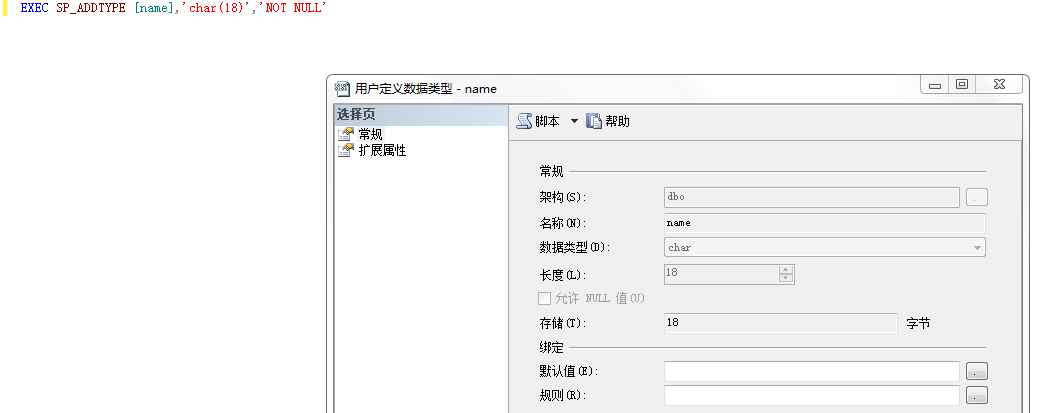 EXEC SP_ADDTYPE [name],'char(18)','NOT NULL'
用户定义数据类型 - name
选择页
常规
扩展属性
脚本 帮助
常规
架构(S): dbo
名称(N): name
数据类型(D): char
长度(L): 18
允许 NULL 值(U)
存储(T): 18 字节
绑定
默认值(E):
规则(R):